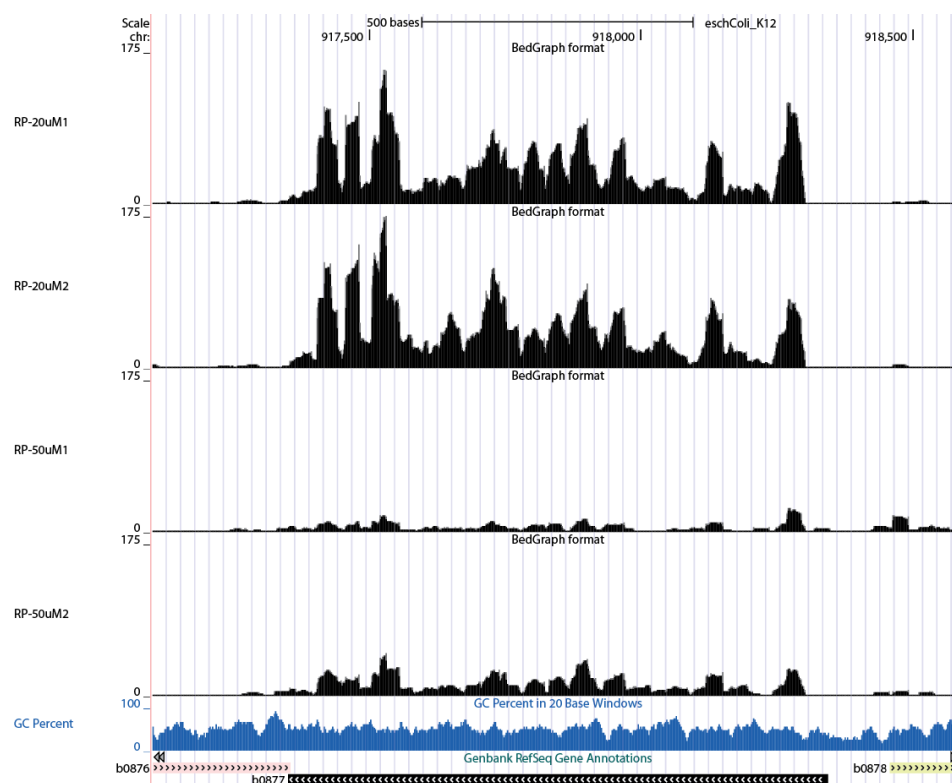 Scale 500 bases eschColi_K12
chr: 917,500 918,000 918,500
BedGraph format
175
RP-20uM1
0
BedGraph format
175
RP-20uM2
0
BedGraph format
175
RP-50uM1
0
BedGraph format
175
RP-50uM2
0
GC Percent in 20 Base Windows
100
GC Percent
0
Genbank RefSeq Gene Annotations
b0876 b0878
b0877